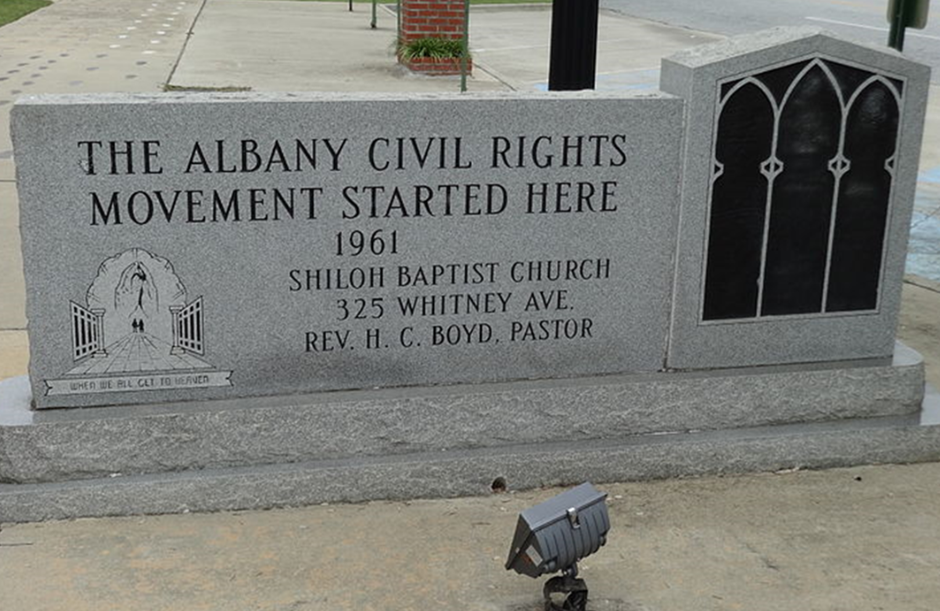 THE ALBANY CIVIL RIGHTS
MOVEMENT STARTED HERE
1961
SHILOH BAPTIST CHURCH
325 WHITNEY AVE.
REV. H. C. BOYD, PASTOR
WHEN WE ALL GET TO HEAVEN